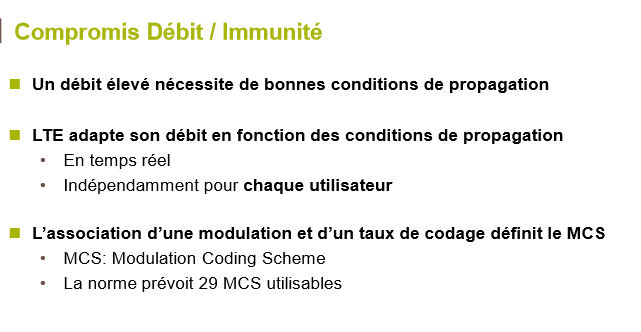 Compromis Débit / Immunité
Un débit élevé nécessite de bonnes conditions de propagation
LTE adapte son débit en fonction des conditions de propagation
• En temps réel
• Indépendamment pour chaque utilisateur
L’association d’une modulation et d’un taux de codage définit le MCS
• MCS: Modulation Coding Scheme
• La norme prévoit 29 MCS utilisables